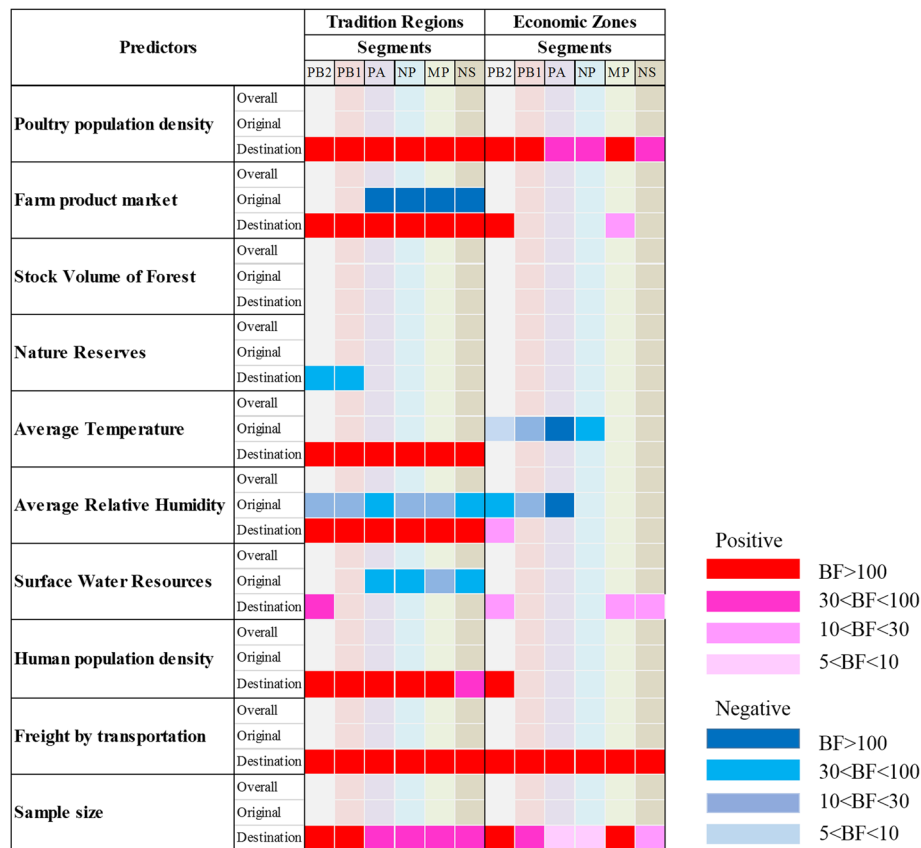 Predictors
Tradition Regions
Economic Zones
Segments
Segments
PB2 PB1 PA NP MP NS PB2 PB1 PA NP MP NS
Poultry population density
Overall
Original
Destination
Farm product market
Overall
Original
Destination
Stock Volume of Forest
Overall
Original
Destination
Nature Reserves
Overall
Original
Destination
Average Temperature
Overall
Original
Destination
Average Relative Humidity
Overall
Original
Destination
Surface Water Resources
Overall
Original
Destination
Human population density
Overall
Original
Destination
Freight by transportation
Overall
Original
Destination
Sample size
Overall
Original
Destination
Positive
BF>100
30<BF<100
10<BF<30
5<BF<10
Negative
BF>100
30<BF<100
10<BF<30
5<BF<10